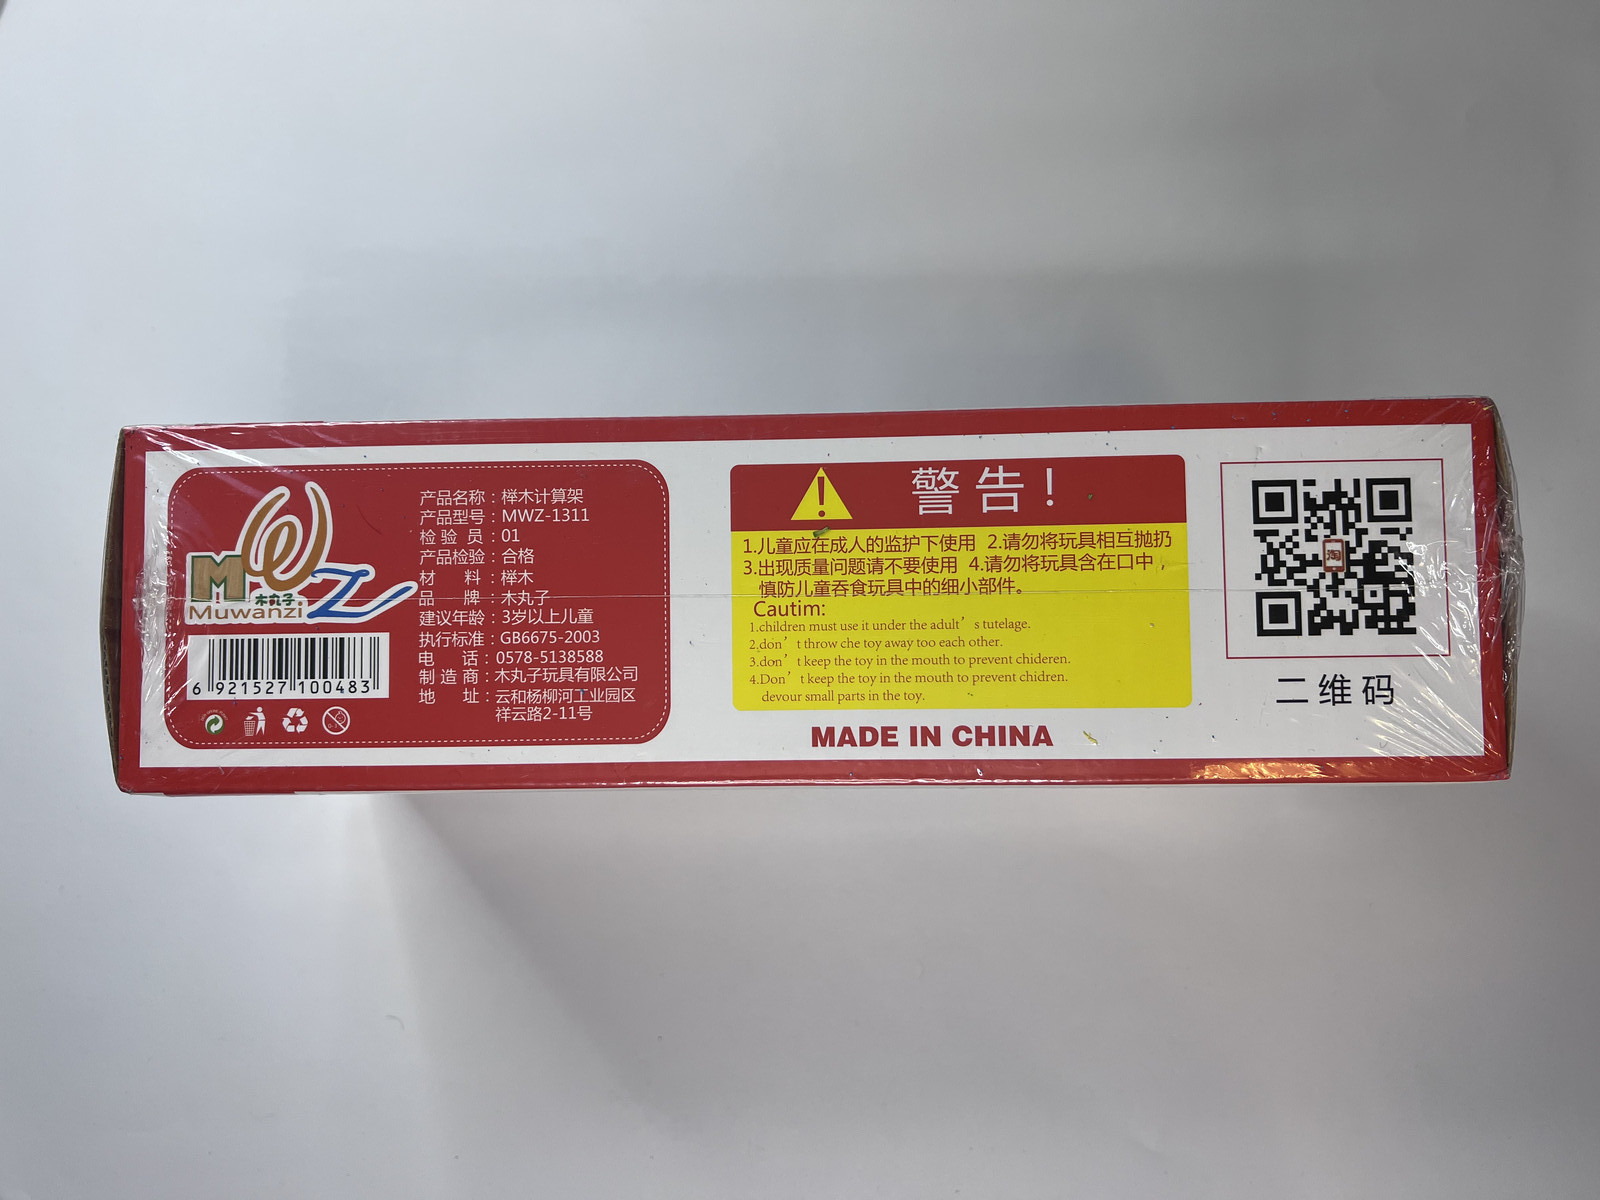 MWZ
木丸子
Muwanzi
6 921527 100483
产品名称：榉木计算架
产品型号：MWZ-1311
检 验 员：01
产品检验：合格
材 料：榉木
品 牌：木丸子
建议年龄：3岁以上儿童
执行标准：GB6675-2003
电 话：0578-5138588
制 造 商：木丸子玩具有限公司
地 址：云和杨柳河工业园区
祥云路2-11号
警告！
1.儿童应在成人的监护下使用 2.请勿将玩具相互抛扔
3.出现质量问题请不要使用 4.请勿将玩具含在口中，
慎防儿童吞食玩具中的细小部件。
Cautim:
1.children must use it under the adult’s tutelage.
2,don’t throw che toy away too each other.
3.don’t keep the toy in the mouth to prevent chideren.
4.Don’t keep the toy in the mouth to prevent chidren.
devour small parts in the toy.
MADE IN CHINA
淘
二维码